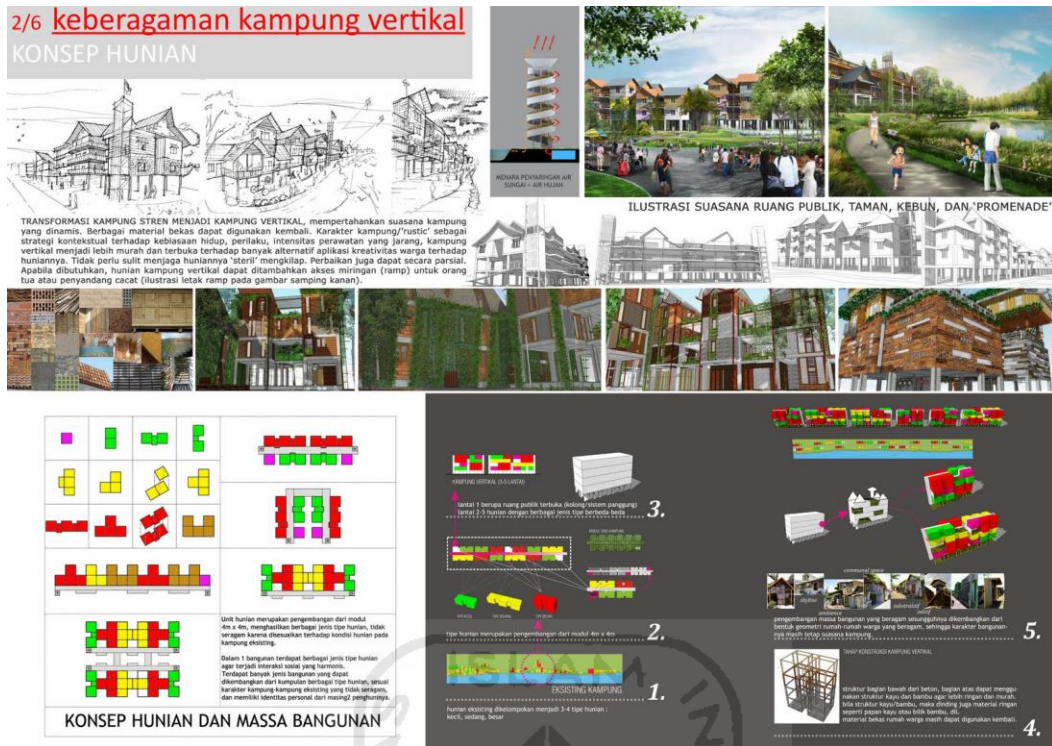 2/6 keberagaman kampung vertikal
KONSEP HUNIAN
!!!
MENARA PENYARINGAN AIR
SUNGAI + AIR HUJAN
ILUSTRASI SUASANA RUANG PUBLIK, TAMAN, KEBUN, DAN 'PROMENADE'
TRANSFORMASI KAMPUNG STREN MENJADI KAMPUNG VERTIKAL, mempertahankan suasana kampung
yang dinamis. Berbagai material bekas dapat digunakan kembali. Karakter kampung/'rustic' sebagai
strategi kontekstual terhadap kebiasaan hidup, perilaku, intensitas perawatan yang jarang, kampung
vertikal menjadi lebih murah dan terbuka terhadap banyak alternatif aplikasi kreativitas warga terhadap
huniannya. Tidak perlu sulit menjaga huniannya 'steril' mengkilap. Perbaikan juga dapat secara parsial.
Apabila dibutuhkan, hunian kampung vertikal dapat ditambahkan akses miringan (ramp) untuk orang
tua atau penyandang cacat (ilustrasi letak ramp pada gambar samping kanan).
Unit hunian merupakan pengembangan dari modul
4m x 4m, menghasilkan berbagai jenis tipe hunian, tidak
seragam karena disesuaikan terhadap kondisi hunian pada
kampung eksisting.
Dalam 1 bangunan terdapat berbagai jenis tipe hunian
agar terjadi interaksi sosial yang harmonis.
Terdapat banyak jenis bangunan yang dapat
dikembangkan dari kumpulan berbagai tipe hunian, sesuai
karakter kampung-kampung eksisting yang tidak seragam,
dan memiliki identitas personal dari masing2 penghuninya.
KONSEP HUNIAN DAN MASSA BANGUNAN
KAMPUNG VERTIKAL (3-5 LANTAI)
lantai 1 berupa ruang publik terbuka (kolong/sistem panggung)
lantai 2-5 hunian dengan berbagai jenis tipe berbeda beda
3.
tipe hunian merupakan pengembangan dari modul 4m x 4m
2.
EKSISTING KAMPUNG
1.
hunian eksisting dikelompokan menjadi 3-4 tipe hunian :
kecil, sedang, besar
communal space
ambience
substraktif
aditif
pengembangan massa bangunan yang beragam sesungguhnya dikembangkan dari
bentuk geometri rumah-rumah warga yang beragam, sehingga karakter bangunan-
nya masih tetap suasana kampung.
5.
TAHAP KONSTRUKSI KAMPUNG VERTIKAL
struktur bagian bawah dari beton, bagian atas dapat menggu-
nakan struktur kayu dan bambu agar lebih ringan dan murah.
bila struktur kayu/bambu, maka dinding juga material ringan
seperti papan kayu atau bilik bambu, dll.
material bekas rumah warga masih dapat digunakan kembali.
4.
ISLAM